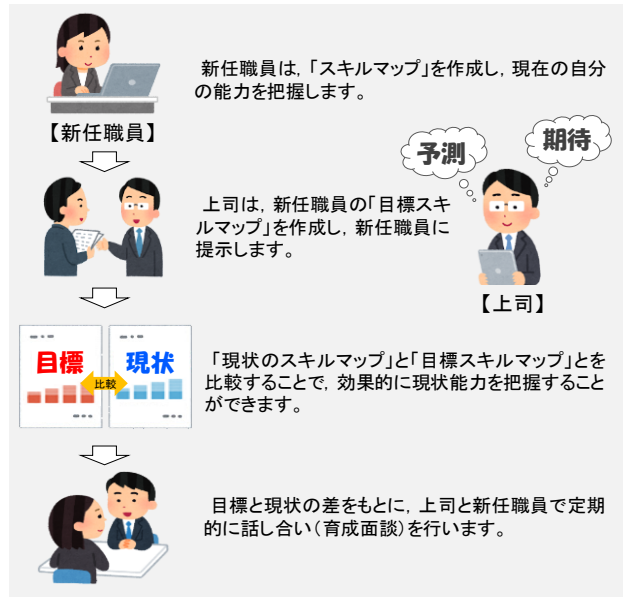 新任職員は，「スキルマップ」を作成し，現在の自分
の能力を把握します。
【新任職員】
予測
期待
上司は，新任職員の「目標スキ
ルマップ」を作成し，新任職員に
提示します。
【上司】
目標
比較
現状
「現状のスキルマップ」と「目標スキルマップ」とを
比較することで，効果的に現状能力を把握すること
ができます。
目標と現状の差をもとに，上司と新任職員で定期
的に話し合い（育成面談）を行います。